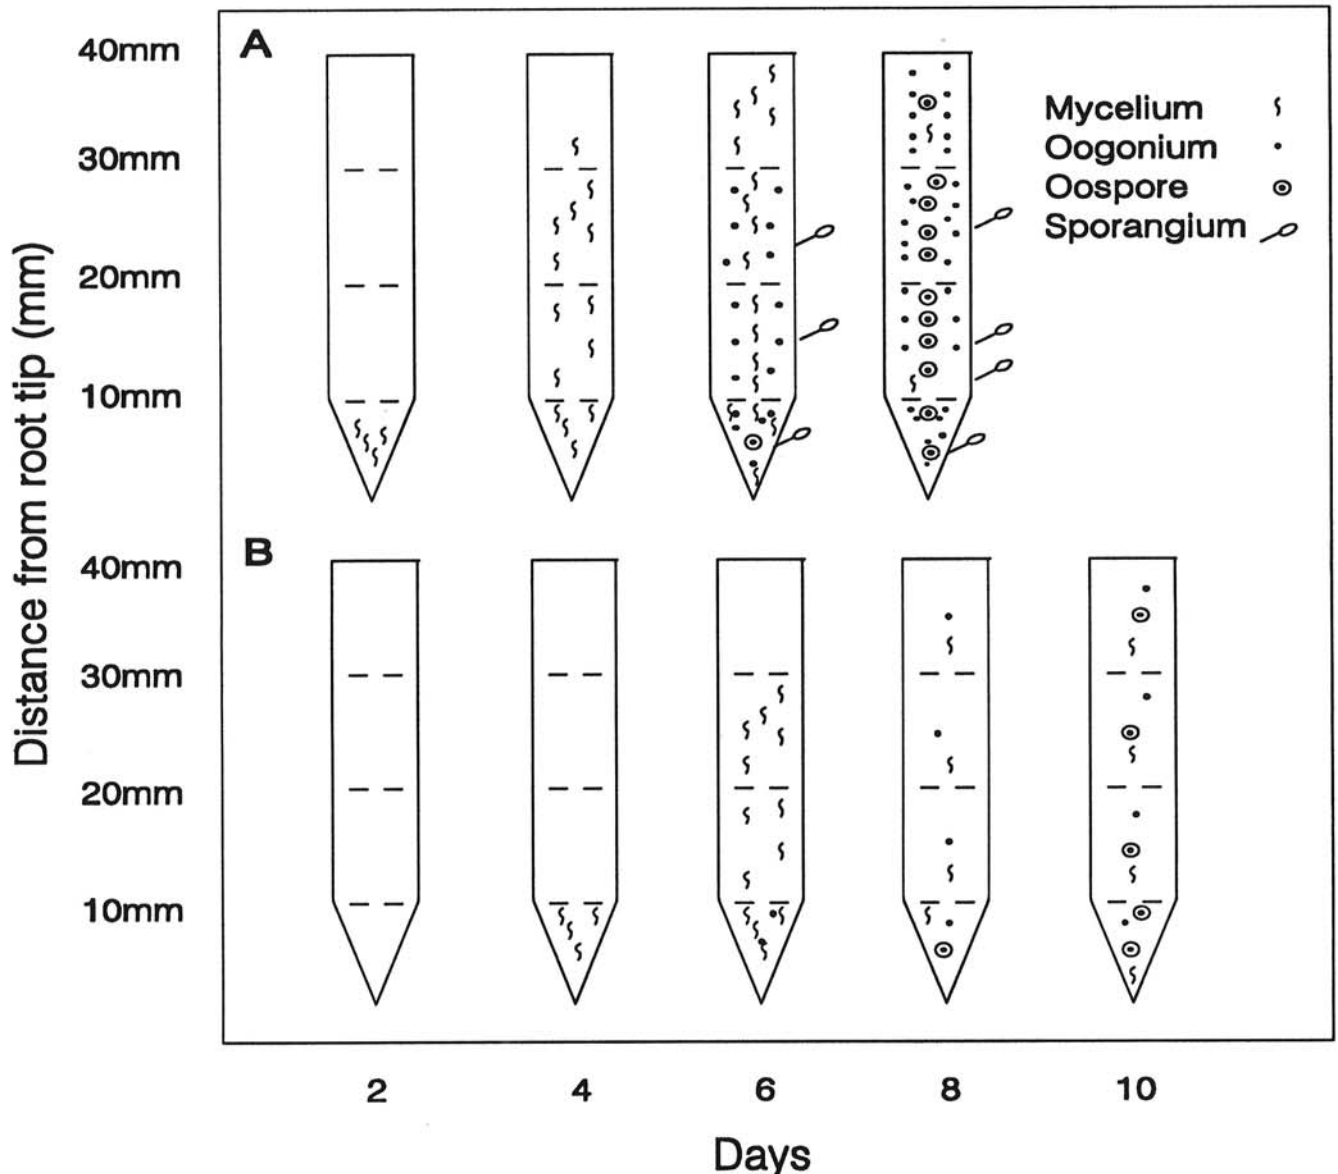 A
40mm
30mm
20mm
10mm
Mycelium
Oogonium
Oospore
Sporangium
B
40mm
30mm
20mm
10mm
Distance from root tip (mm)
2 4 6 8 10
Days